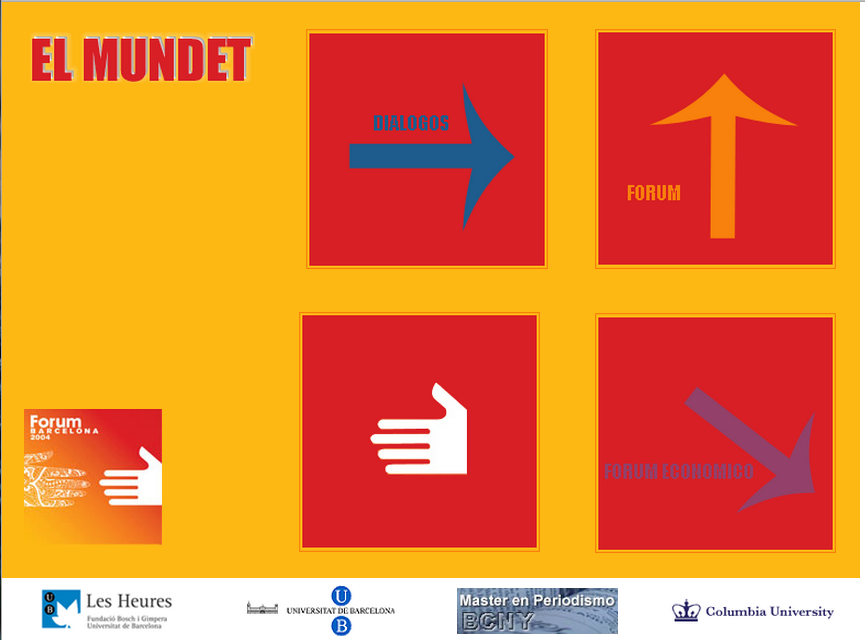 EL MUNDET
DIALOGOS
FORUM
FORUM ECONOMICO
Forum
BARCELONA
2004
U
B
Les Heures
Fundació Bosch i Gimpera
Universitat de Barcelona
UNIVERSITAT DE BARCELONA
U
B
Master en Periodismo
BCNY
Columbia University